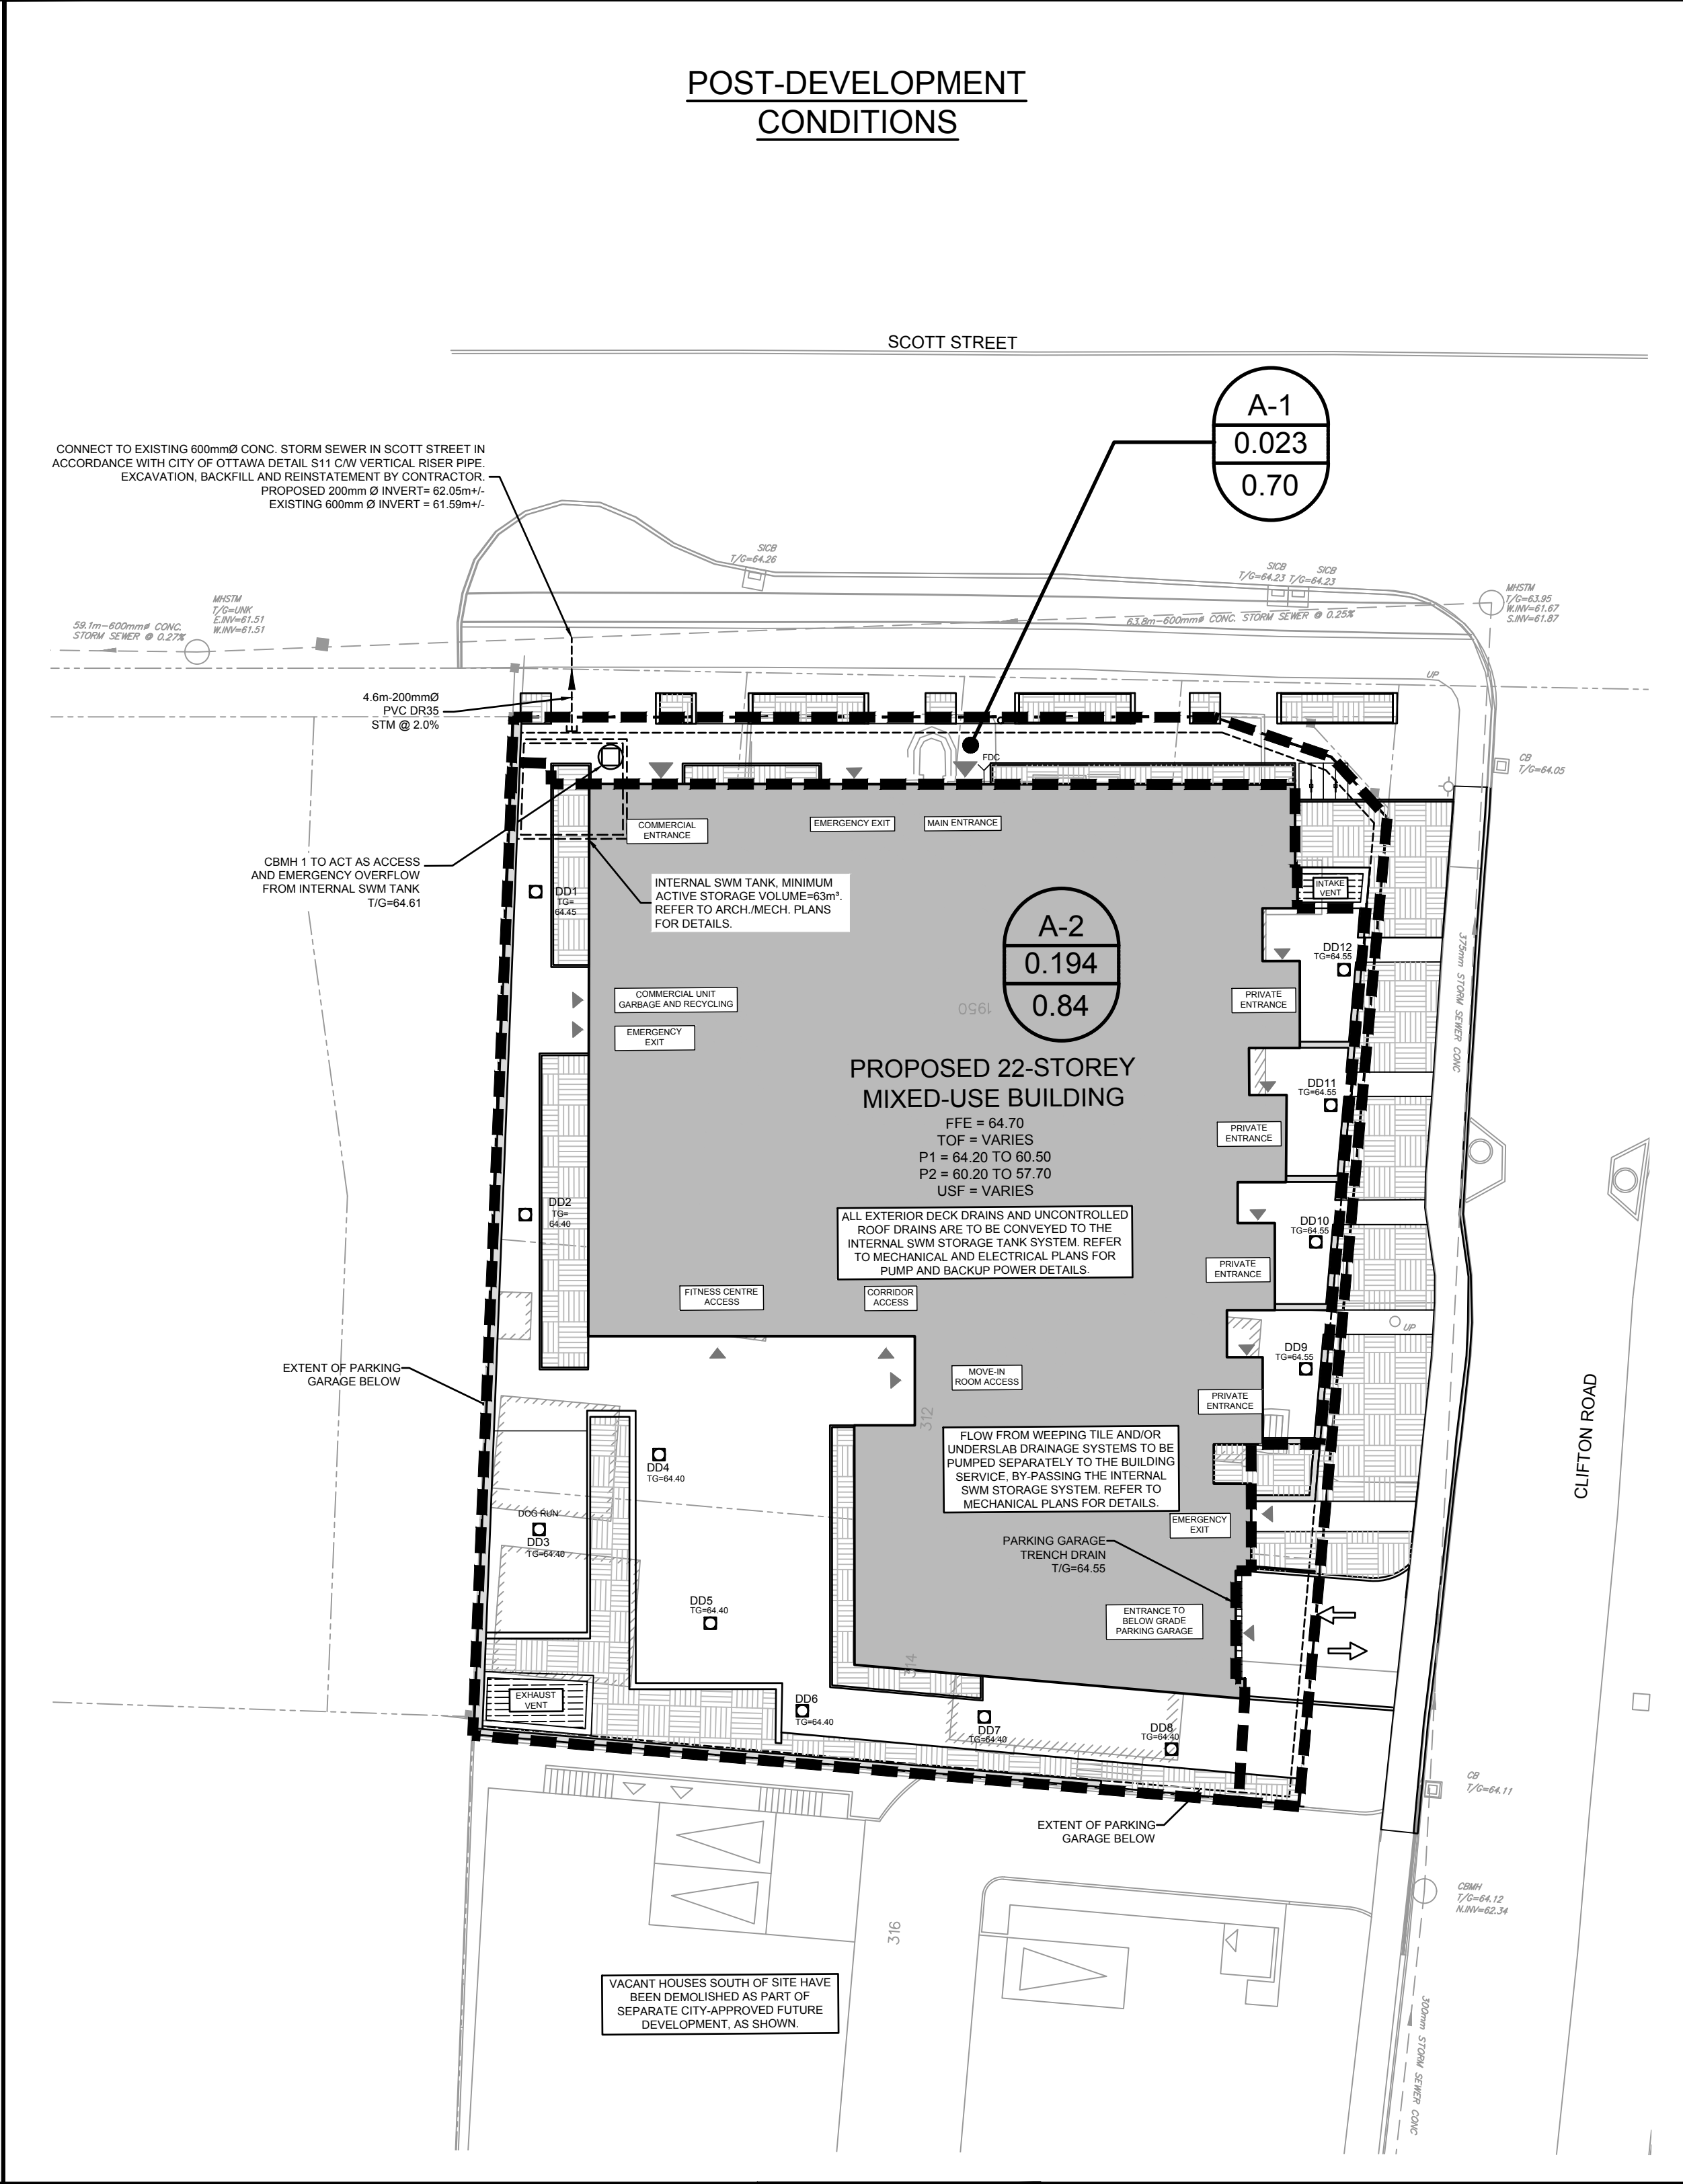 POST-DEVELOPMENT
CONDITIONS
SCOTT STREET
A-1
0.023
0.70
CONNECT TO EXISTING 600mmØ CONC. STORM SEWER IN SCOTT STREET IN
ACCORDANCE WITH CITY OF OTTAWA DETAIL S11 C/W VERTICAL RISER PIPE.
EXCAVATION, BACKFILL AND REINSTATEMENT BY CONTRACTOR.
PROPOSED 200mm Ø INVERT= 62.05m+/-
EXISTING 600mm Ø INVERT = 61.59m+/-
SICB
T/G=64.26
SICB
T/G=64.23
SICB
T/G=64.23
MHSTM
T/G=63.95
W.INV=61.67
S.INV=61.87
MHSTM
T/G=UNK
E.INV=61.51
W.INV=61.51
59.1m-600mmø CONC.
STORM SEWER @ 0.27%
63.8m-600mmø CONC. STORM SEWER @ 0.25%
UP
4.6m-200mmØ
PVC DR35
STM @ 2.0%
FDC
CB
T/G=64.05
COMMERCIAL
ENTRANCE
EMERGENCY EXIT
MAIN ENTRANCE
CBMH 1 TO ACT AS ACCESS
AND EMERGENCY OVERFLOW
FROM INTERNAL SWM TANK
T/G=64.61
INTERNAL SWM TANK, MINIMUM
ACTIVE STORAGE VOLUME=63m³.
REFER TO ARCH./MECH. PLANS
FOR DETAILS.
INTAKE
VENT
DD1
TG=
64.45
A-2
0.194
0.84
DD12
TG=64.55
375mm STORM SEWER CONC
COMMERCIAL UNIT
GARBAGE AND RECYCLING
1950
PRIVATE
ENTRANCE
EMERGENCY
EXIT
PROPOSED 22-STOREY
MIXED-USE BUILDING
FFE = 64.70
TOF = VARIES
P1 = 64.20 TO 60.50
P2 = 60.20 TO 57.70
USF = VARIES
DD11
TG=64.55
PRIVATE
ENTRANCE
DD2
TG=
64.40
ALL EXTERIOR DECK DRAINS AND UNCONTROLLED
ROOF DRAINS ARE TO BE CONVEYED TO THE
INTERNAL SWM STORAGE TANK SYSTEM. REFER
TO MECHANICAL AND ELECTRICAL PLANS FOR
PUMP AND BACKUP POWER DETAILS.
DD10
TG=64.55
PRIVATE
ENTRANCE
FITNESS CENTRE
ACCESS
CORRIDOR
ACCESS
UP
DD9
TG=64.55
EXTENT OF PARKING
GARAGE BELOW
MOVE-IN
ROOM ACCESS
PRIVATE
ENTRANCE
CLIFTON ROAD
312
FLOW FROM WEEPING TILE AND/OR
UNDERSLAB DRAINAGE SYSTEMS TO BE
PUMPED SEPARATELY TO THE BUILDING
SERVICE, BY-PASSING THE INTERNAL
SWM STORAGE SYSTEM. REFER TO
MECHANICAL PLANS FOR DETAILS.
DD4
TG=64.40
DOG RUN
DD3
TG=64.40
EMERGENCY
EXIT
PARKING GARAGE
TRENCH DRAIN
T/G=64.55
DD5
TG=64.40
ENTRANCE TO
BELOW GRADE
PARKING GARAGE
314
EXHAUST
VENT
DD6
TG=64.40
DD7
TG=64.40
DD8
TG=64.40
CB
T/G=64.11
EXTENT OF PARKING
GARAGE BELOW
CBMH
T/G=64.12
N.INV=62.34
316
VACANT HOUSES SOUTH OF SITE HAVE
BEEN DEMOLISHED AS PART OF
SEPARATE CITY-APPROVED FUTURE
DEVELOPMENT, AS SHOWN.
300mm STORM SEWER CONC